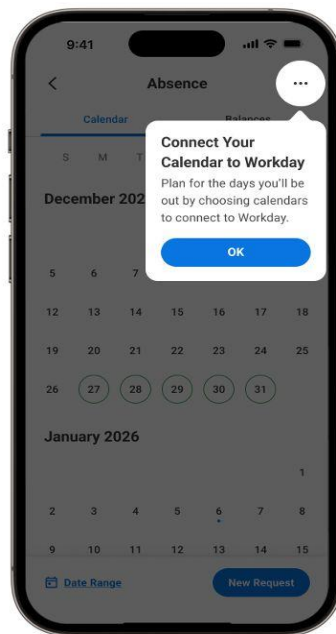 9:41
Absence
Calendar Balances
S M T
Connect Your
Calendar to Workday
Plan for the days you'll be
out by choosing calendars
to connect to Workday.
OK
December 202
5 6 7
12 13 14 15 16 17 18
19 20 21 22 23 24 25
26 27 28 29 30 31
January 2026
1
2 3 4 5 6 7 8
9 10 11 12 13 14 15
Date Range New Request